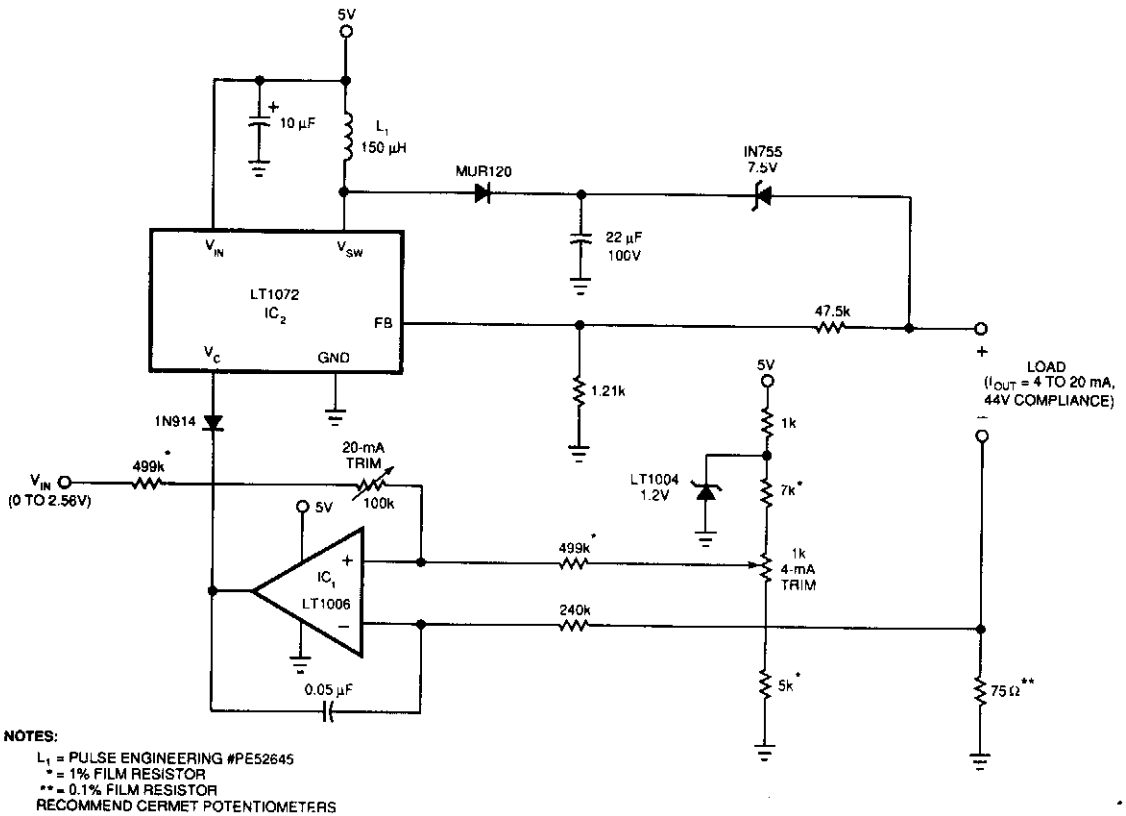 5V
+
10 µF
L1
150 µH
MUR120
IN755
7.5V
22 µF
100V
VIN
VSW
LT1072
IC2
FB
VC
GND
47.5k
1.21k
5V
1k
+
LOAD
(IOUT = 4 TO 20 mA,
44V COMPLIANCE)
–
1N914
VIN
(0 TO 2.56V)
499k*
20-mA
TRIM
100k
5V
LT1004
1.2V
7k*
+
IC1
LT1006
–
499k*
1k
4-mA
TRIM
240k
0.05 µF
5k*
75 Ω**
NOTES:
L1 = PULSE ENGINEERING #PE52645
* = 1% FILM RESISTOR
** = 0.1% FILM RESISTOR
RECOMMEND CERMET POTENTIOMETERS